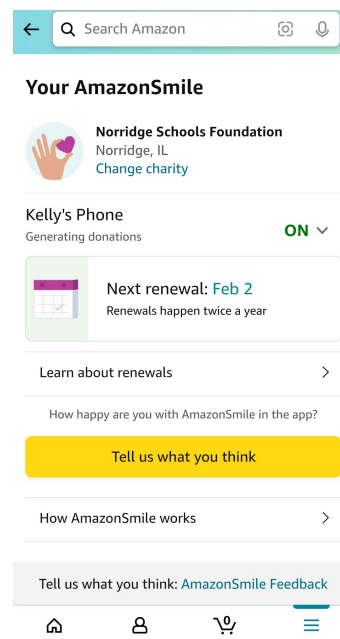 Search Amazon
Your AmazonSmile
Norridge Schools Foundation
Norridge, IL
Change charity
Kelly's Phone
Generating donations
ON
Next renewal: Feb 2
Renewals happen twice a year
Learn about renewals
How happy are you with AmazonSmile in the app?
Tell us what you think
How AmazonSmile works
Tell us what you think: AmazonSmile Feedback
0